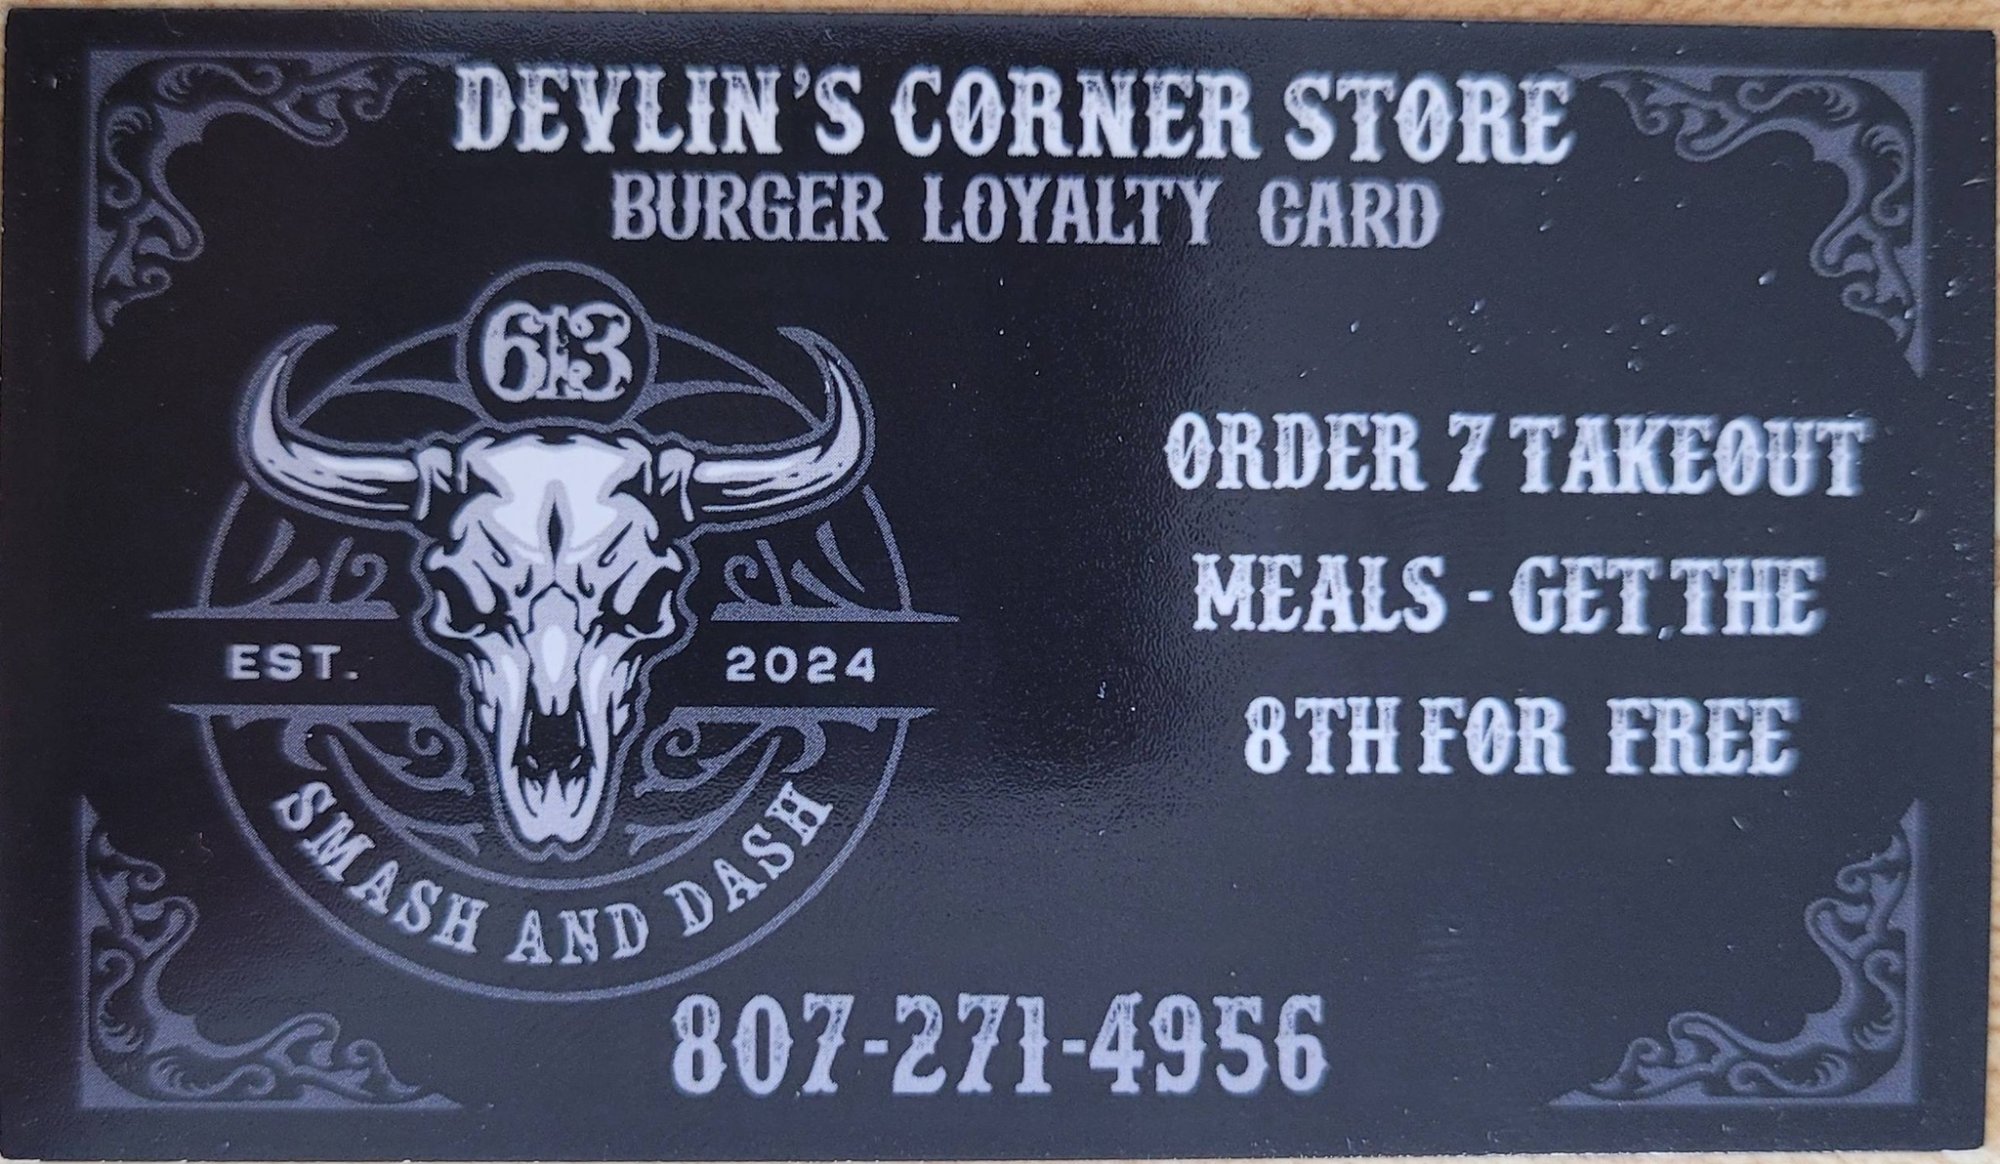 DEVLIN'S CORNER STORE
BURGER LOYALTY CARD
613
EST. 2024
SMASH AND DASH
ORDER 7 TAKEOUT
MEALS - GET THE
8TH FOR FREE
807-271-4956